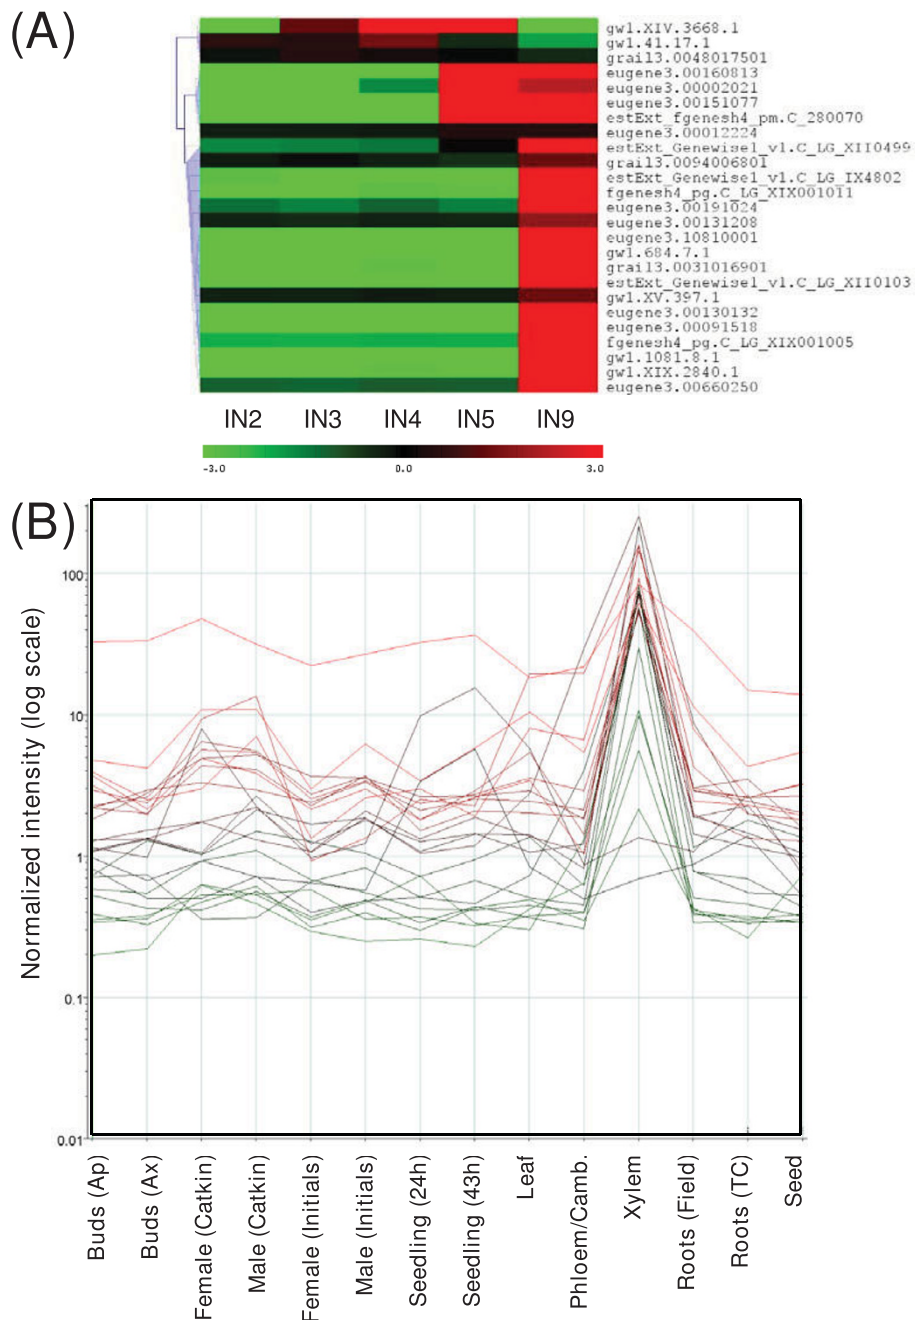 (A)
gw1.XIV.3668.1
gw1.41.17.1
grail3.0048017501
eugene3.00160813
eugene3.00002021
eugene3.00151077
estExt_fgenesh4_pm.C_280070
eugene3.00012224
estExt_Genewise1_v1.C_LG_XII0499
grail3.0094006801
estExt_Genewise1_v1.C_LG_IX4802
fgenesh4_pg.C_LG_XIX001011
eugene3.00191024
eugene3.00131208
eugene3.10810001
gw1.684.7.1
grail3.0031016901
estExt_Genewise1_v1.C_LG_XII0103
gw1.XV.397.1
eugene3.00130132
eugene3.00091518
fgenesh4_pg.C_LG_XIX001005
gw1.1081.8.1
gw1.XIX.2840.1
eugene3.00660250
IN2 IN3 IN4 IN5 IN9
-3.0 0.0 3.0
(B)
Normalized intensity (log scale)
100
10
1
0.1
0.01
Buds (Ap)
Buds (Ax)
Female (Catkin)
Male (Catkin)
Female (Initials)
Male (Initials)
Seedling (24h)
Seedling (43h)
Leaf
Phloem/Camb.
Xylem
Roots (Field)
Roots (TC)
Seed